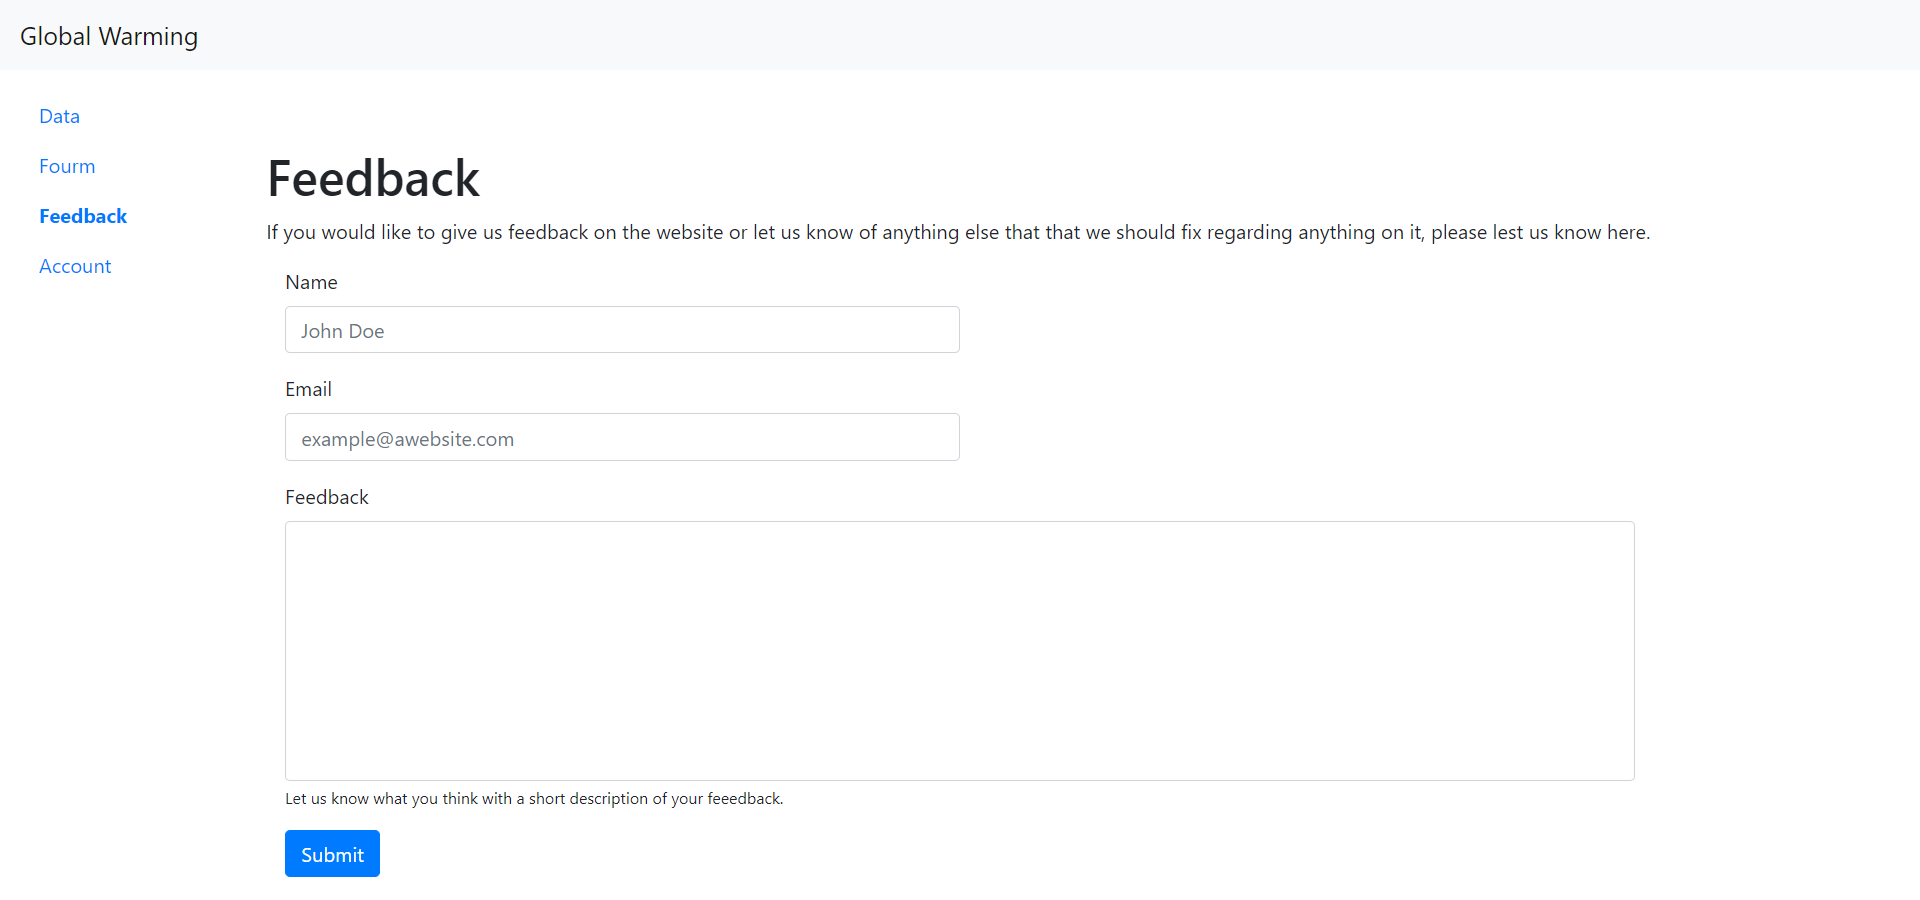 Global Warming
Data
Fourm
Feedback
Account
Feedback
If you would like to give us feedback on the website or let us know of anything else that that we should fix regarding anything on it, please lest us know here.
Name
John Doe
Email
example@awebsite.com
Feedback
Let us know what you think with a short description of your feeedback.
Submit